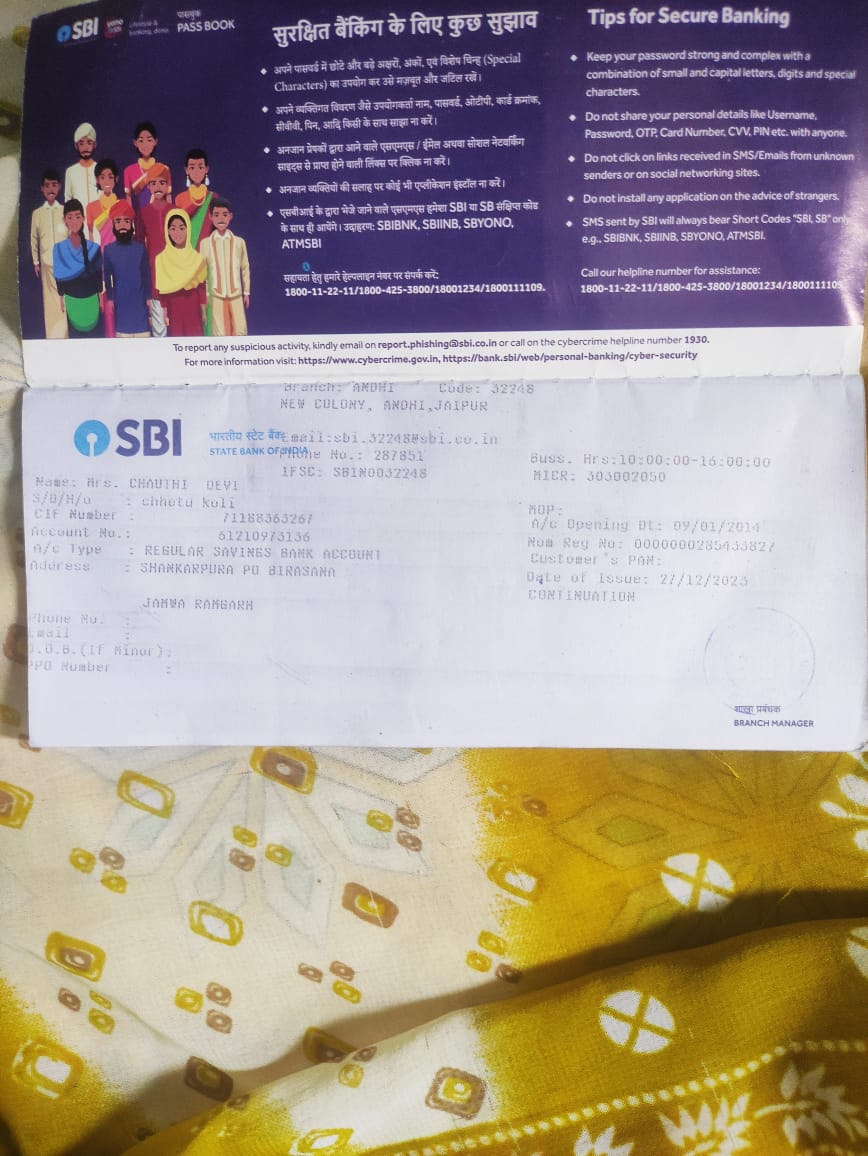 SBI
yono
SBI
Lifestyle &
banking, dono
पासबुक
PASS BOOK
सुरक्षित बैंकिंग के लिए कुछ सुझाव
अपने पासवर्ड में छोटे और बड़े अक्षरों, अंकों, एवं विशेष चिन्ह (Special
Characters) का उपयोग कर उसे मज़बूत और जटिल रखें।
अपने व्यक्तिगत विवरण जैसे उपयोगकर्ता नाम, पासवर्ड, ओटीपी, कार्ड क्रमांक,
सीवीवी, पिन, आदि किसी के साथ साझा ना करें।
अनजान प्रेषकों द्वारा आने वाले एसएमएस / ईमेल अथवा सोशल नेटवर्किंग
साइट्स से प्राप्त होने वाली लिंक्स पर क्लिक ना करें।
अनजान व्यक्तियों की सलाह पर कोई भी एप्लीकेशन इंस्टॉल ना करें।
एसबीआई के द्वारा भेजे जाने वाले एसएमएस हमेशा SBI या SB संक्षिप्त कोड
के साथ ही आयेंगे। उदाहरण: SBIBNK, SBIINB, SBYONO,
ATMSBI
सहायता हेतु हमारे हेल्पलाइन नंबर पर संपर्क करें:
1800-11-22-11/1800-425-3800/18001234/1800111109.
Tips for Secure Banking
Keep your password strong and complex with a
combination of small and capital letters, digits and special
characters.
Do not share your personal details like Username,
Password, OTP, Card Number, CVV, PIN etc. with anyone.
Do not click on links received in SMS/Emails from unknown
senders or on social networking sites.
Do not install any application on the advice of strangers.
SMS sent by SBI will always bear Short Codes "SBI, SB" only
e.g., SBIBNK, SBIINB, SBYONO, ATMSBI.
Call our helpline number for assistance:
1800-11-22-11/1800-425-3800/18001234/1800111109
To report any suspicious activity, kindly email on report.phishing@sbi.co.in or call on the cybercrime helpline number 1930.
For more information visit: https://www.cybercrime.gov.in, https://bank.sbi/web/personal-banking/cyber-security
Branch: ANDHI Code: 32248
NEW COLONY, ANDHI,JAIPUR
SBI
भारतीय स्टेट बैंक
STATE BANK OF INDIA
Email:sbi.32248@sbi.co.in
Phone No.: 287851
IFSC: SBIN0032248
Buss. Hrs:10:00:00-16:00:00
MICR: 303002050
Name: Mrs. CHAUTHI DEVI
S/D/H/o : chhotu koli
CIF Number : 71188363267
Account No.: 61210973136
A/c Type : REGULAR SAVINGS BANK ACCOUNT
Address : SHANKARPURA PO BIRASANA
JAMWA RAMGARH
Phone No. :
Email :
D.O.B.(If Minor):
PPO Number :
MOP:
A/c Opening Dt.: 09/01/2014
Nom Reg No: 0000000285433827
Customer's PAN:
Date of Issue: 27/12/2023
CONTINUATION
शाखा प्रबंधक
BRANCH MANAGER